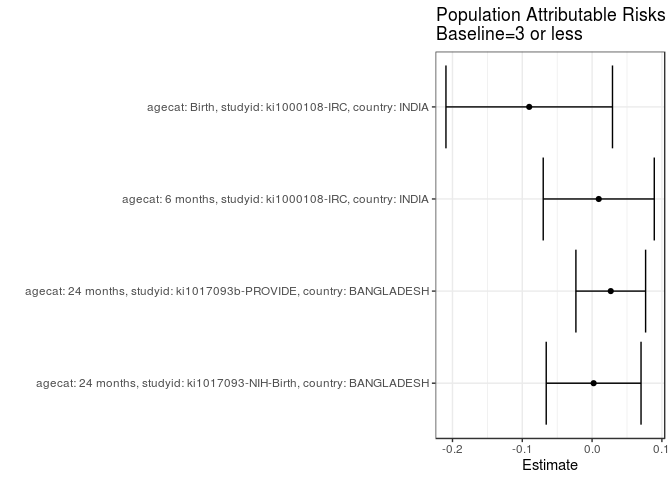 Population Attributable Risks
Baseline=3 or less
agecat: Birth, studyid: ki1000108-IRC, country: INDIA
agecat: 6 months, studyid: ki1000108-IRC, country: INDIA
agecat: 24 months, studyid: ki1017093b-PROVIDE, country: BANGLADESH
agecat: 24 months, studyid: ki1017093-NIH-Birth, country: BANGLADESH
-0.2 -0.1 0.0 0.1
Estimate